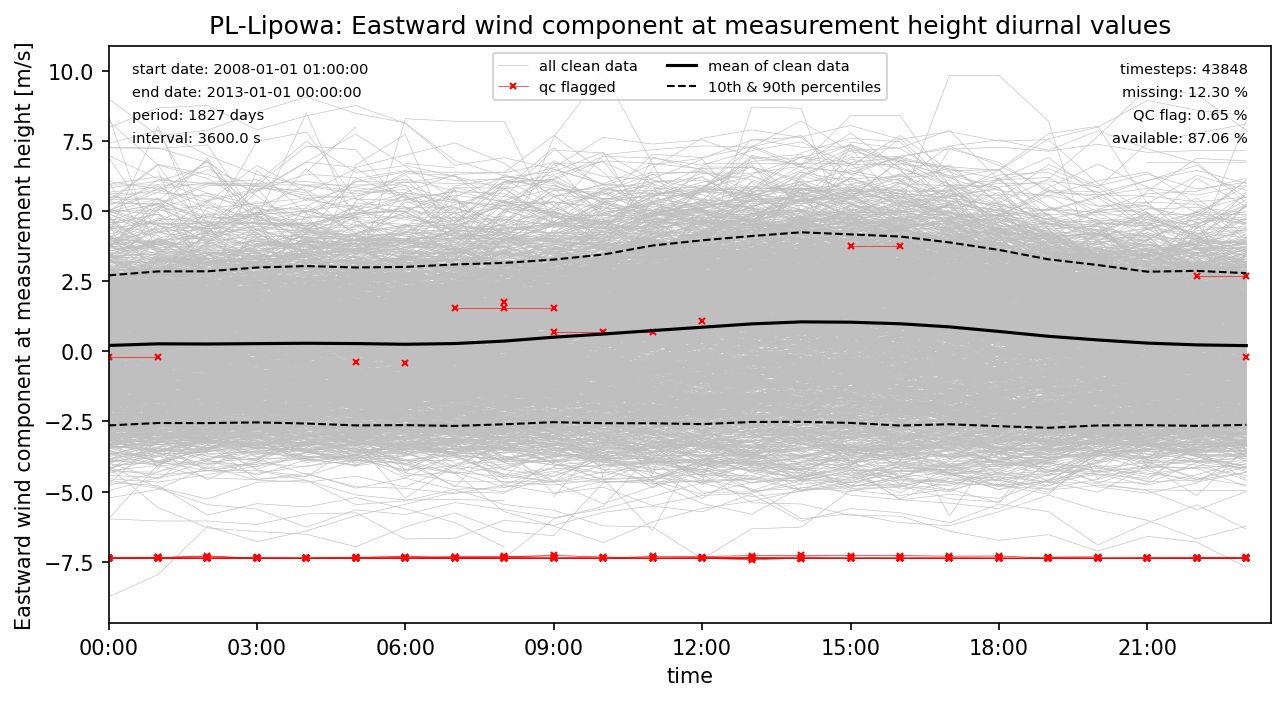 PL-Lipowa: Eastward wind component at measurement height diurnal values
Eastward wind component at measurement height [m/s]
10.0
7.5
5.0
2.5
0.0
−2.5
−5.0
−7.5
start date: 2008-01-01 01:00:00
end date: 2013-01-01 00:00:00
period: 1827 days
interval: 3600.0 s
all clean data
qc flagged
mean of clean data
10th & 90th percentiles
timesteps: 43848
missing: 12.30 %
QC flag: 0.65 %
available: 87.06 %
00:00
03:00
06:00
09:00
12:00
15:00
18:00
21:00
time